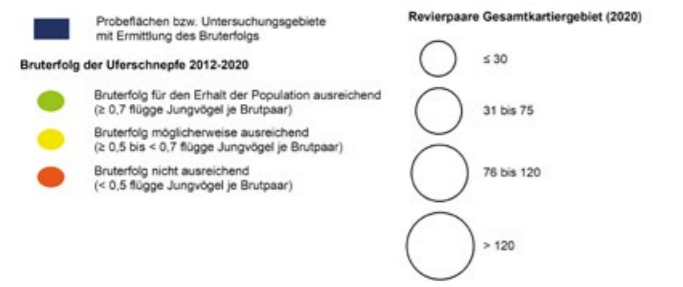 Probeflächen bzw. Untersuchungsgebiete
mit Ermittlung des Bruterfolgs
Bruterfolg der Uferschnepfe 2012-2020
Bruterfolg für den Erhalt der Population ausreichend
(≥ 0,7 flügge Jungvögel je Brutpaar)
Bruterfolg möglicherweise ausreichend
(≥ 0,5 bis < 0,7 flügge Jungvögel je Brutpaar)
Bruterfolg nicht ausreichend
(< 0,5 flügge Jungvögel je Brutpaar)
Revierpaare Gesamtkartiergebiet (2020)
≤ 30
31 bis 75
76 bis 120
> 120